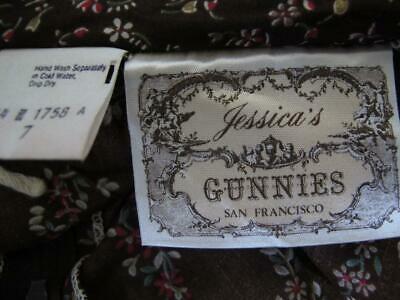 Hand Wash Separately
in Cold Water,
Drip Dry
1758 A
7
Jessica's
GUNNIES
SAN FRANCISCO